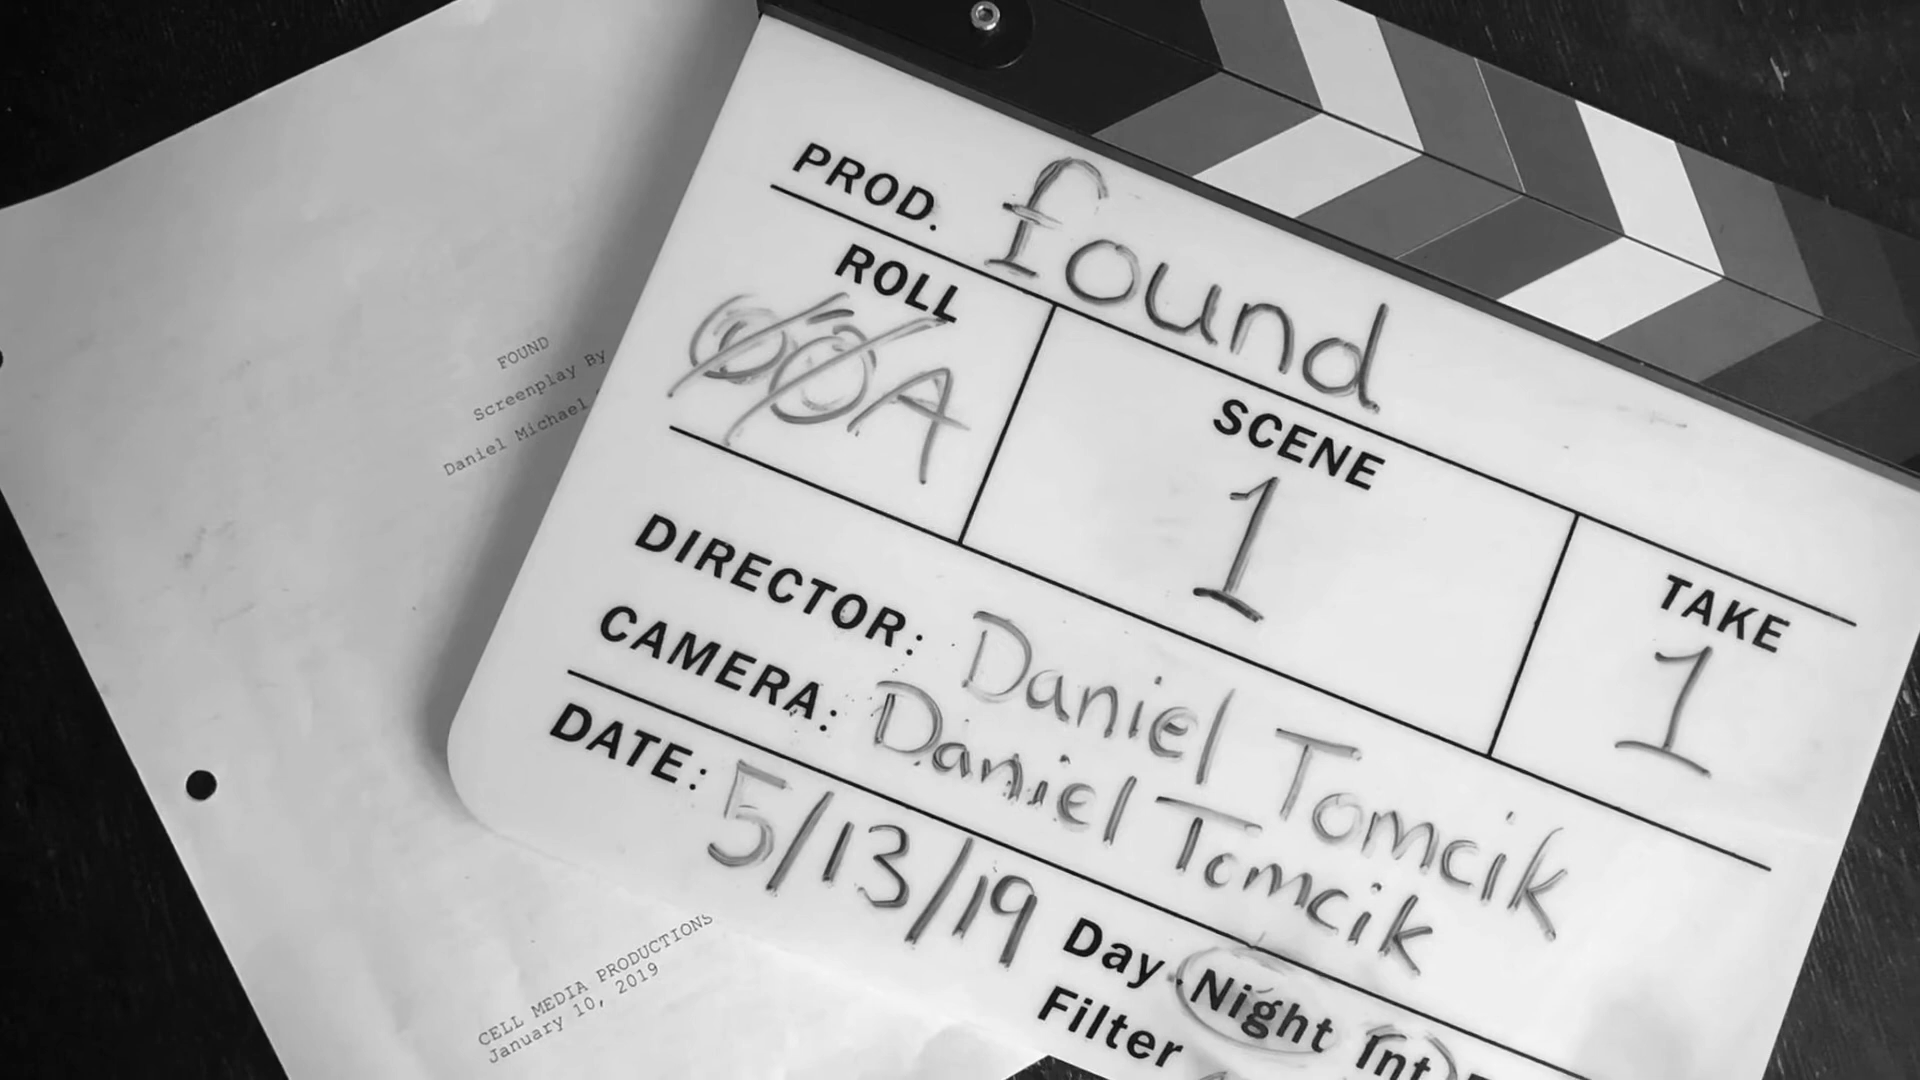 FOUND
Screenplay By
Daniel Michael
CELL MEDIA PRODUCTIONS
January 10, 2019
PROD. found
ROLL
00A
SCENE
1
TAKE
1
DIRECTOR: Daniel Tomcik
CAMERA: Daniel Tomcik
DATE: 5/13/19
Day Night Int
Filter